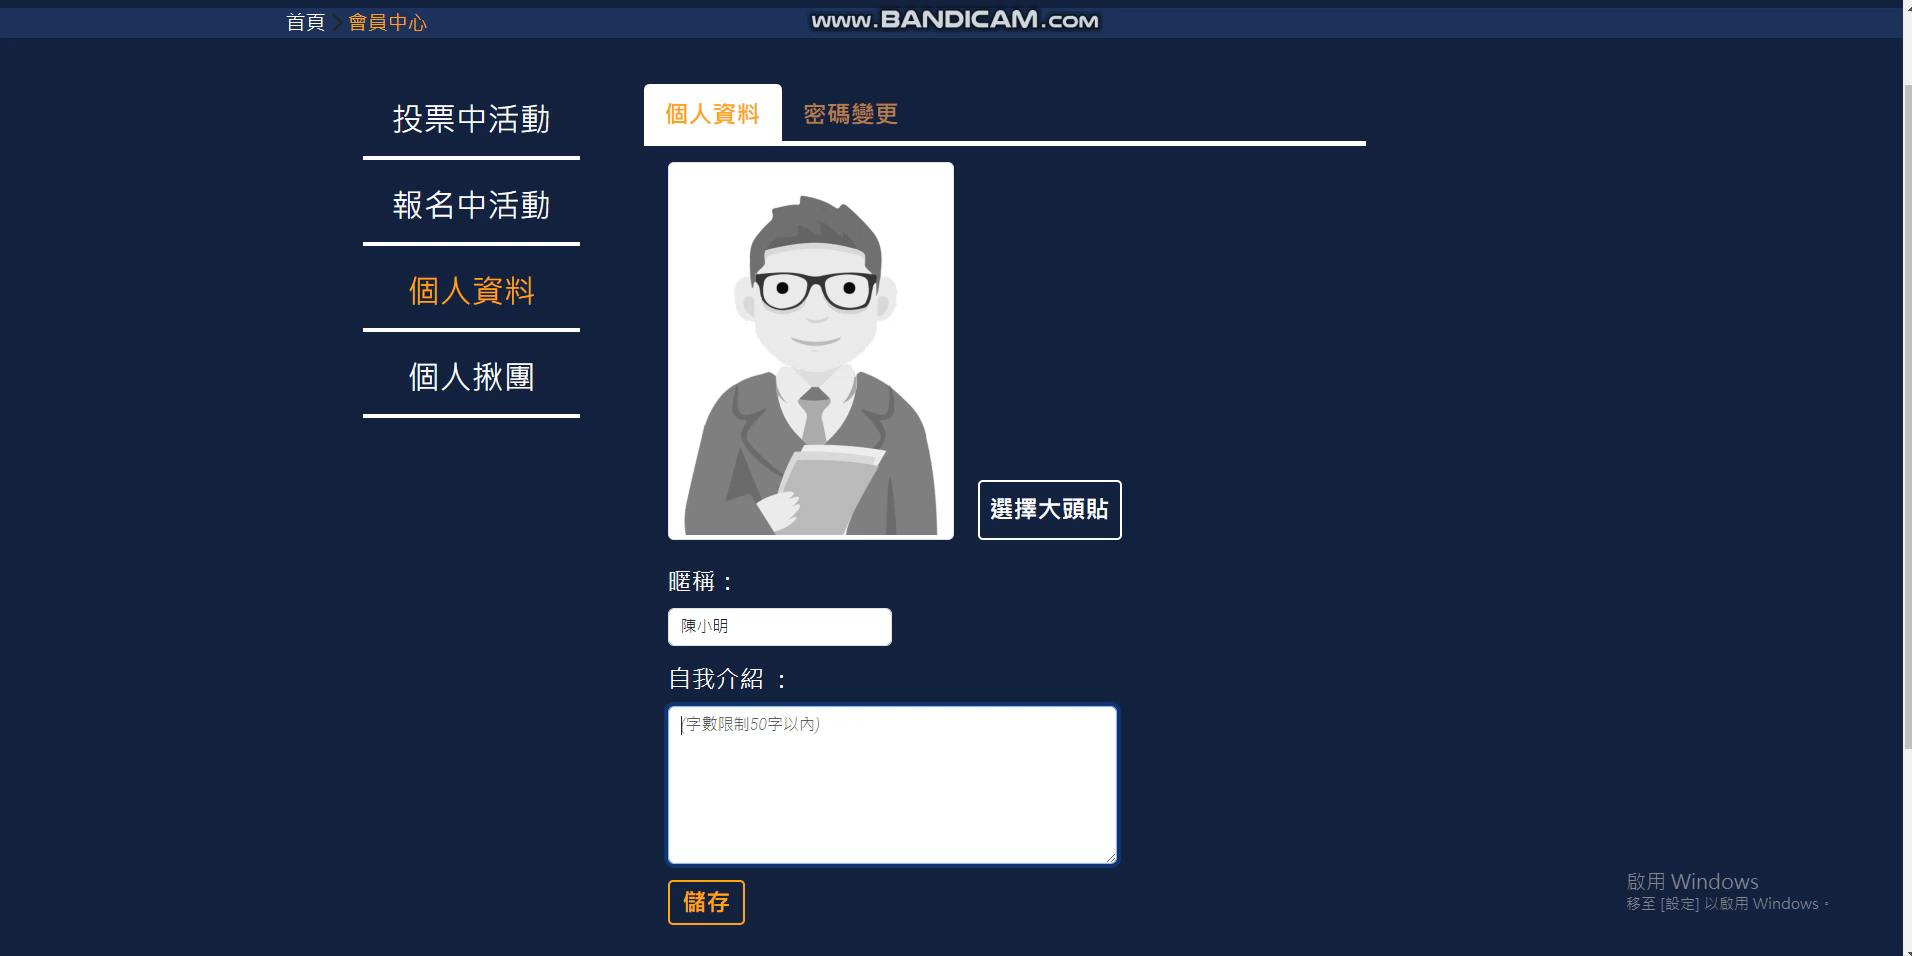 首頁 > 會員中心
www.BANDICAM.com
投票中活動
報名中活動
個人資料
個人揪團
個人資料 密碼變更
選擇大頭貼
暱稱：
陳小明
自我介紹 ：
(字數限制50字以內)
儲存
啟用 Windows
移至 [設定] 以啟用 Windows。